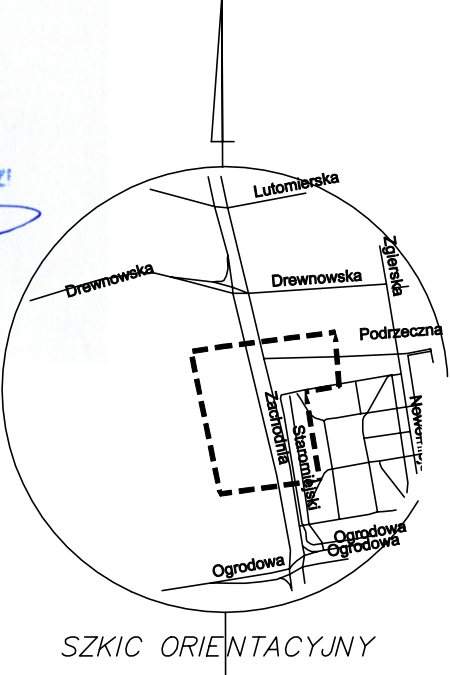 Lutomierska
Drewnowska
Drewnowska
Zgierska
Podrzeczna
Zachodnia
Staromiejski
Ogrodowa
Ogrodowa
Ogrodowa
SZKIC ORIENTACYJNY